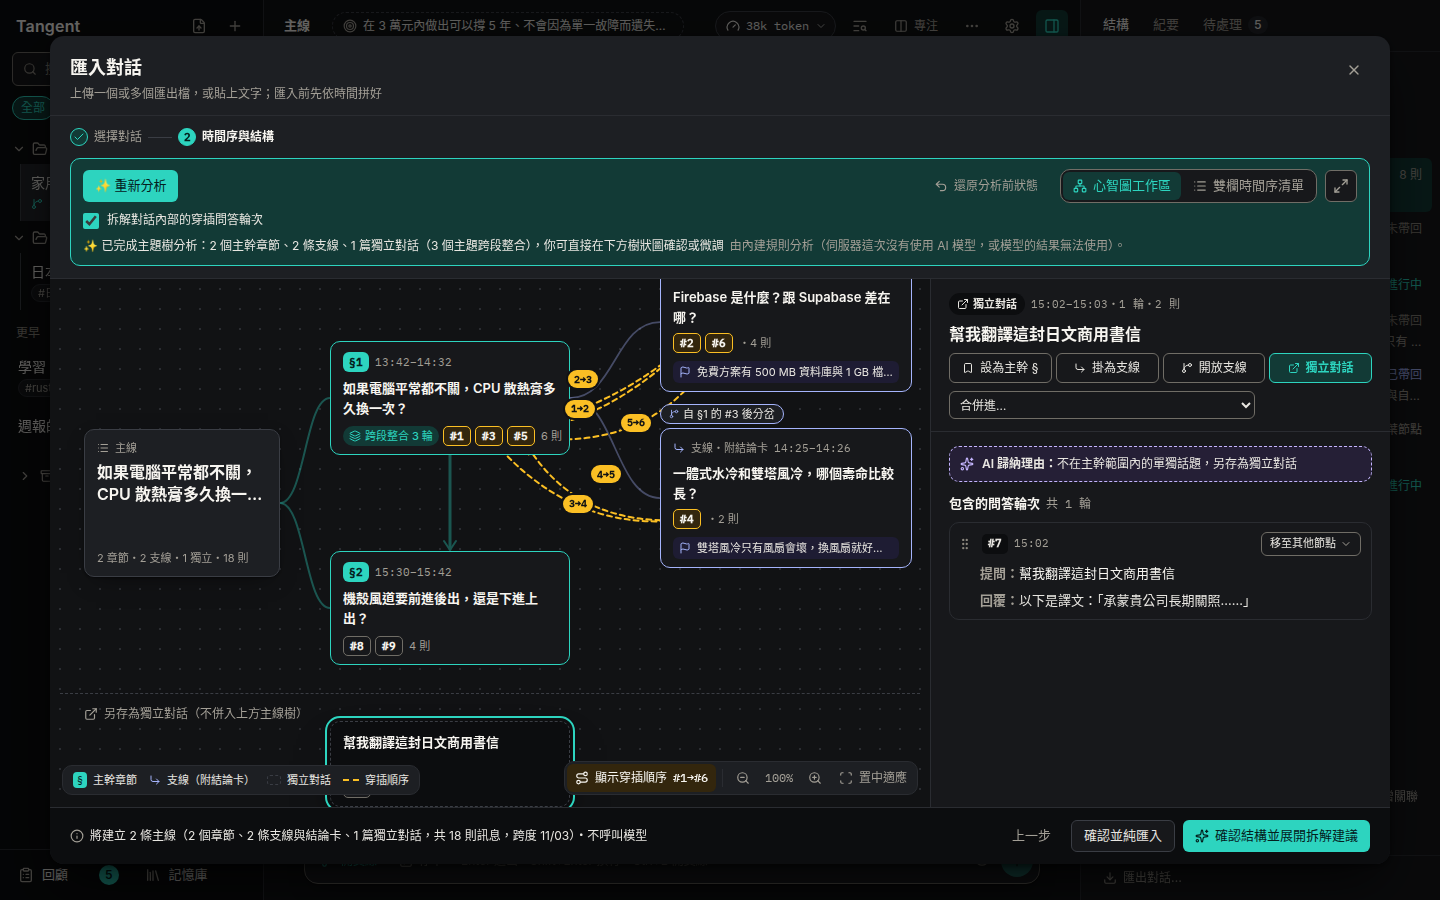 Tangent
主線
在 3 萬元內做出可以撐 5 年、不會因為單一故障而遺失...
38k token
專注
結構
紀要
待處理
5
匯入對話
上傳一個或多個匯出檔，或貼上文字；匯入前先依時間拼好
選擇對話
2 時間序與結構
✨ 重新分析
還原分析前狀態
心智圖工作區
雙欄時間序清單
拆解對話內部的穿插問答輪次
✨ 已完成主題樹分析：2 個主幹章節、2 條支線、1 篇獨立對話（3 個主題跨段整合），你可直接在下方樹狀圖確認或微調 由內建規則分析（伺服器這次沒有使用 AI 模型，或模型的結果無法使用）。
全部
更早
學習
主線
如果電腦平常都不關，
CPU 散熱膏多久換一…
2 章節・2 支線・1 獨立・18 則
§1 13:42–14:32
如果電腦平常都不關，CPU 散熱膏多
久換一次？
跨段整合 3 輪 #1 #3 #5 6 則
2→3
1→2
5→6
4→5
3→4
Firebase 是什麼？跟 Supabase 差在
哪？
#2 #6 ・4 則
免費方案有 500 MB 資料庫與 1 GB 檔...
自 §1 的 #3 後分岔
支線・附結論卡 14:25–14:26
一體式水冷和雙塔風冷，哪個壽命比較
長？
#4 ・2 則
雙塔風冷只有風扇會壞，換風扇就好...
§2 15:30–15:42
機殼風道要前進後出，還是下進上
出？
#8 #9 4 則
另存為獨立對話（不併入上方主線樹）
幫我翻譯這封日文商用書信
§ 主幹章節
支線（附結論卡）
獨立對話
穿插順序
顯示穿插順序 #1→#6
100%
置中適應
獨立對話 15:02–15:03・1 輪・2 則
幫我翻譯這封日文商用書信
設為主幹 §
掛為支線
開放支線
獨立對話
合併進...
AI 歸納理由：不在主幹範圍內的單獨話題，另存為獨立對話
包含的問答輪次 共 1 輪
#7 15:02
移至其他節點
提問：幫我翻譯這封日文商用書信
回覆：以下是譯文：「承蒙貴公司長期關照……」
將建立 2 條主線（2 個章節、2 條支線與結論卡、1 篇獨立對話，共 18 則訊息，跨度 11/03）・不呼叫模型
上一步
確認並純匯入
確認結構並展開拆解建議
回顧
5
記憶庫
匯出對話...
8 則